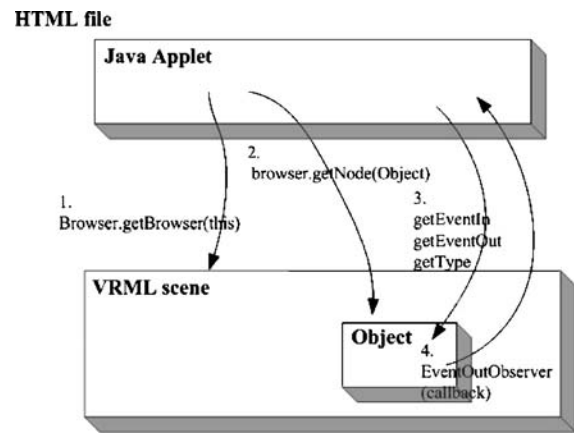 HTML file
Java Applet
2.
browser.getNode(Object)
1.
Browser.getBrowser(this)
3.
getEventIn
getEventOut
getType
VRML scene
Object
4.
EventOutObserver
(callback)